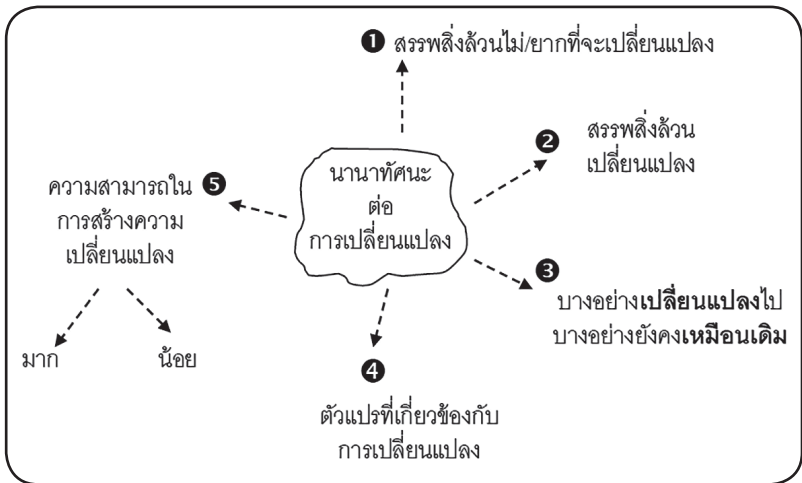 นานาทัศนะ
ต่อ
การเปลี่ยนแปลง
❶ สรรพสิ่งล้วนไม่/ยากที่จะเปลี่ยนแปลง
❷ สรรพสิ่งล้วน
เปลี่ยนแปลง
❸
บางอย่างเปลี่ยนแปลงไป
บางอย่างยังคงเหมือนเดิม
❹
ตัวแปรที่เกี่ยวข้องกับ
การเปลี่ยนแปลง
ความสามารถใน ❺
การสร้างความ
เปลี่ยนแปลง
มาก
น้อย